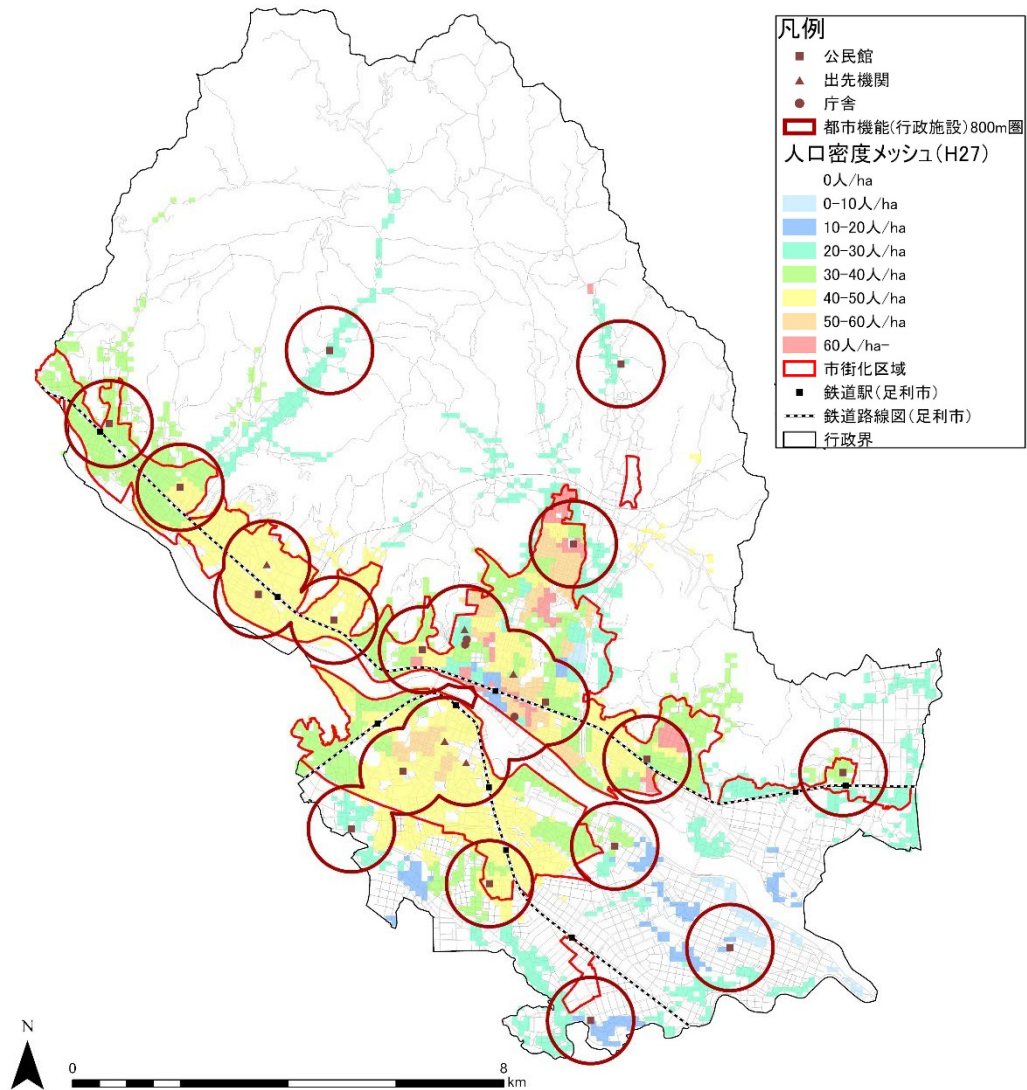 凡例
公民館
出先機関
庁舎
都市機能(行政施設)800m圏
人口密度メッシュ(H27)
0人/ha
0-10人/ha
10-20人/ha
20-30人/ha
30-40人/ha
40-50人/ha
50-60人/ha
60人/ha-
市街化区域
鉄道駅(足利市)
鉄道路線図(足利市)
行政界
N
0 8
km